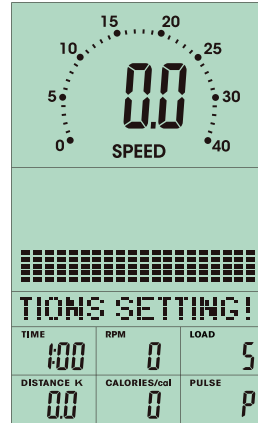 15 20
10 25
0.0
5 30
0 SPEED 40
TIONS SETTING!
TIME RPM LOAD
1:00 0 5
DISTANCE K CALORIES/cal PULSE
0.0 0 P